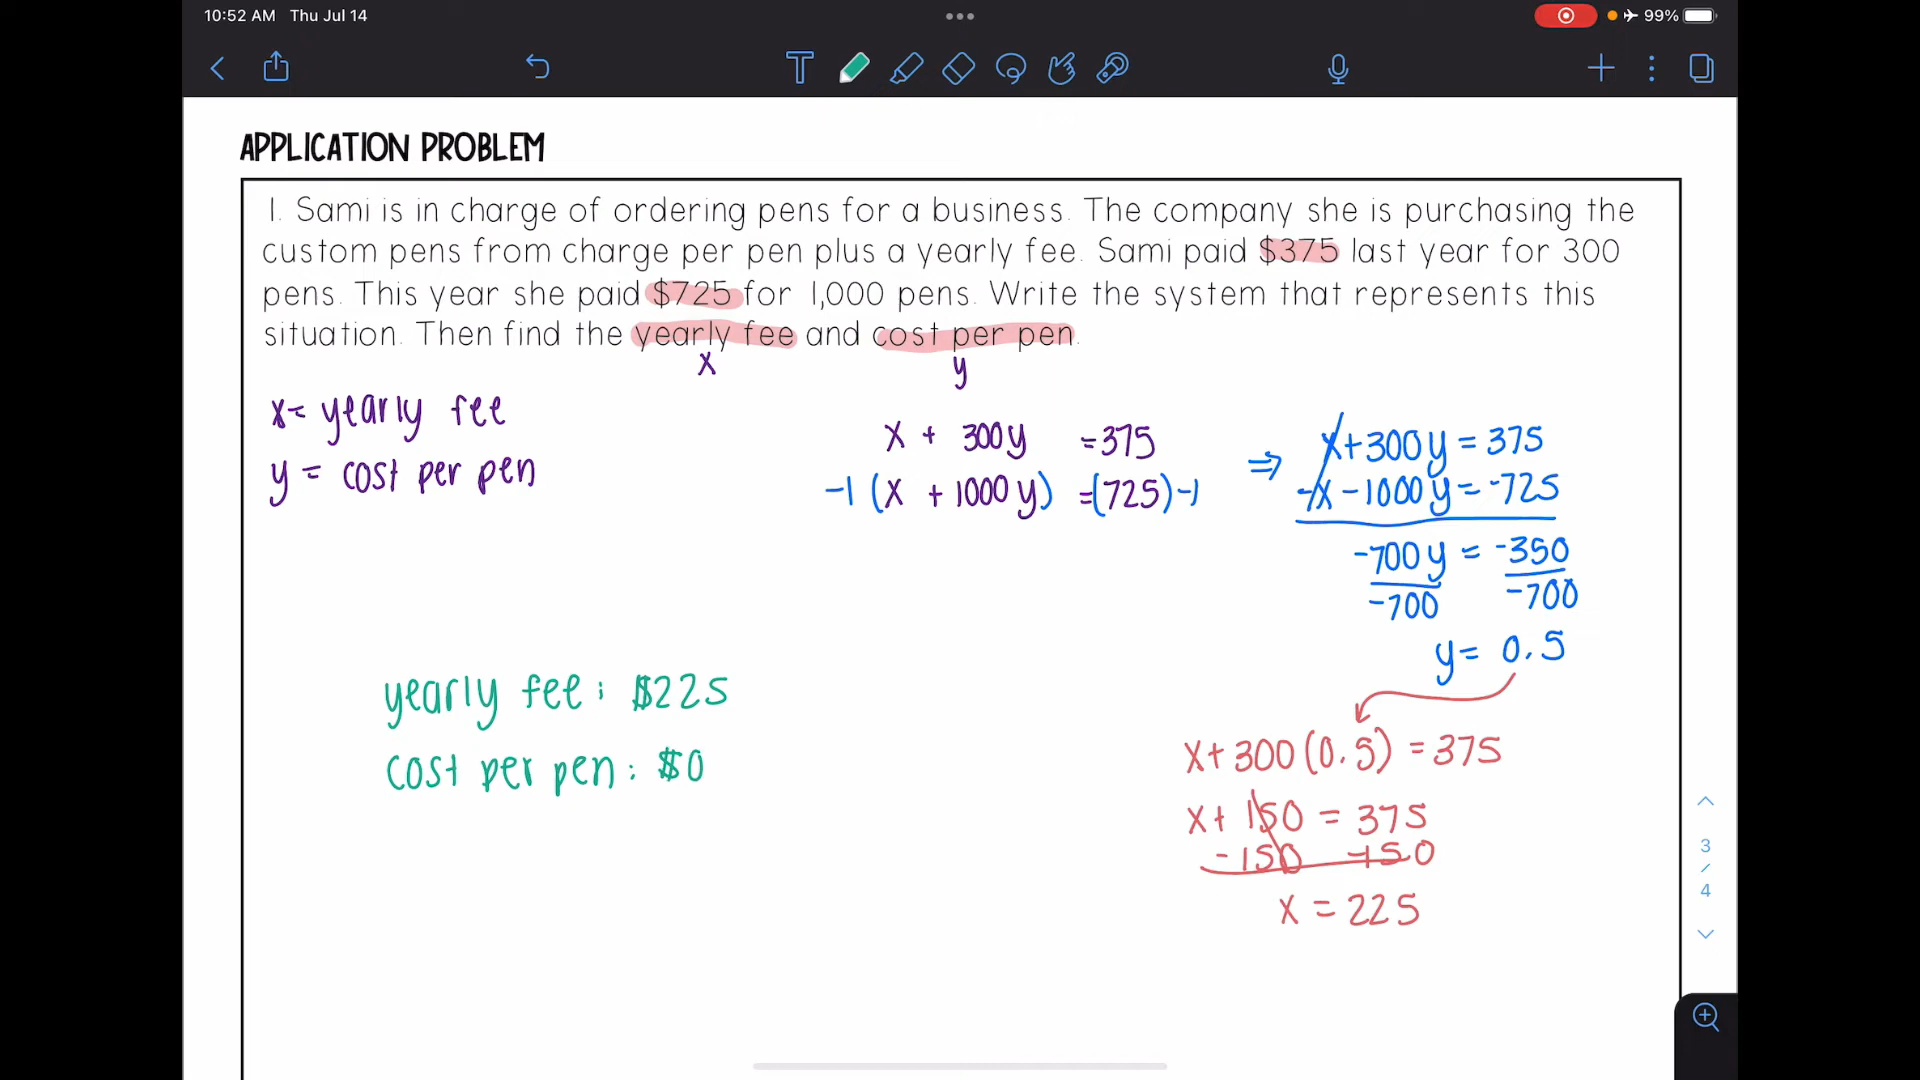 10:52 AM Thu Jul 14
99%
APPLICATION PROBLEM
1. Sami is in charge of ordering pens for a business. The company she is purchasing the
custom pens from charge per pen plus a yearly fee. Sami paid $375 last year for 300
pens. This year she paid $725 for 1,000 pens. Write the system that represents this
situation. Then find the yearly fee and cost per pen.
x y
x= yearly fee
y = cost per pen
x + 300y = 375
-1 (x + 1000y) = (725) -1
⇒ x + 300y = 375
-x - 1000y = -725
-700y = -350
-700 -700
y = 0.5
yearly fee: $225
cost per pen: $0
x + 300(0.5) = 375
x + 150 = 375
-150 -150
x = 225
3
/
4